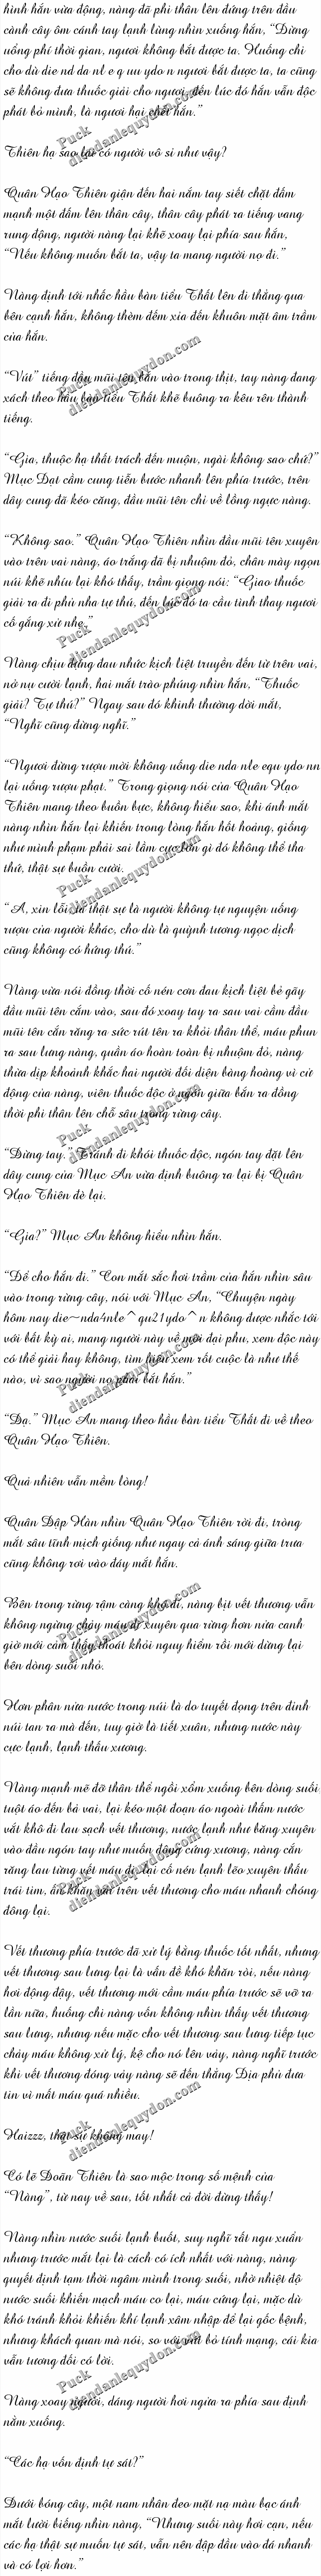 hình hắn vừa động, nàng đã phi thân lên đứng trên đầu
cành cây ôm cánh tay lạnh lùng nhìn xuống hắn, “Đừng
uổng phí thời gian, ngươi không bắt được ta. Huống chi
cho dù die nd da nl e q uu ydo n ngươi bắt được ta, ta cũng
sẽ không đưa thuốc giải cho ngươi, đến lúc đó hắn vẫn độc
phát bỏ mình, là ngươi hại chết hắn.”
Thiên hạ sao lại có người vô sỉ như vậy?
Quân Hạo Thiên giận đến hai nắm tay siết chặt đấm
mạnh một đấm lên thân cây, thân cây phát ra tiếng vang
rung động, người nàng lại khẽ xoay lại phía sau hắn,
“Nếu không muốn bắt ta, vậy ta mang người nọ đi.”
Nàng định tới nhấc hầu bàn tiểu Thất lên đi thẳng qua
bên cạnh hắn, không thèm đếm xỉa đến khuôn mặt âm trầm
của hắn.
“Vút” tiếng đầu mũi tên bắn vào trong thịt, tay nàng đang
xách theo hầu bàn tiểu Thất khẽ buông ra kêu rên thành
tiếng.
“Gia, thuộc hạ thất trách đến muộn, ngài không sao chứ?”
Mục Dạt cầm cung tiễn bước nhanh lên phía trước, trên
dây cung đã kéo căng, đầu mũi tên chỉ về lồng ngực nàng.
“Không sao.” Quân Hạo Thiên nhìn đầu mũi tên xuyên
vào trên vai nàng, áo trắng đã bị nhuộm đỏ, chân mày ngọn
núi khẽ nhíu lại khó thấy, trầm giọng nói: “Giao thuốc
giải ra đi phủ nha tự thú, đến lúc đó ta cầu tình thay ngươi
cố gắng xử nhẹ.”
Nàng chịu đựng đau nhức kịch liệt truyền đến từ trên vai,
nở nụ cười lạnh, hai mắt trào phúng nhìn hắn, “Thuốc
giải? Tự thú?” Ngay sau đó khinh thường dời mắt,
“Nghĩ cũng đừng nghĩ.”
“Ngươi đừng rượu mời không uống die nda nle equ ydo nn
lại uống rượu phạt.” Trong giọng nói của Quân Hạo
Thiên mang theo buồn bực, không hiểu sao, khi ánh mắt
nàng nhìn hắn lại khiến trong lòng hắn hốt hoảng, giống
như mình phạm phải sai lầm cực lớn gì đó không thể tha
thứ, thật sự buồn cười.
“A, xin lỗi ta thật sự là người không tự nguyện uống
rượu của người khác, cho dù là quỳnh tương ngọc dịch
cũng không có hứng thú.”
Nàng vừa nói đồng thời cố nén cơn đau kịch liệt bẻ gãy
đầu mũi tên cắm vào, sau đó xoay tay ra sau vai cầm đầu
mũi tên cắn răng ra sức rút tên ra khỏi thân thể, máu phun
ra sau lưng nàng, quần áo hoàn toàn bị nhuộm đỏ, nàng
thừa dịp khoảnh khắc hai người đối diện bàng hoàng vì cử
động của nàng, viên thuốc độc ở ngón giữa bắn ra đồng
thời phi thân lên chỗ sâu trong rừng cây.
“Dừng tay.” Tránh đi khói thuốc độc, ngón tay đặt lên
dây cung của Mục An vừa định buông ra lại bị Quân
Hạo Thiên đè lại.
“Gia?” Mục An không hiểu nhìn hắn.
“Để cho hắn đi.” Con mắt sắc hơi trầm của hắn nhìn sâu
vào trong rừng cây, nói với Mục An, “Chuyện ngày
hôm nay die~nda4nle^qu21ydo^n không được nhắc tới
với bất kỳ ai, mang người này về mời đại phu, xem độc này
có thể giải hay không, tìm hiểu xem rốt cuộc là như thế
nào, vì sao người nọ phải bắt hắn.”
“Dạ.” Mục An mang theo hầu bàn tiểu Thất đi về theo
Quân Hạo Thiên.
Quả nhiên vẫn mềm lòng!
Quân Dập Hàn nhìn Quân Hạo Thiên rời đi, tròng
mắt sâu tĩnh mịch giống như ngay cả ánh sáng giữa trưa
cũng không rơi vào đáy mắt hắn.
Bên trong rừng rậm càng khó đi, nàng bịt vết thương vẫn
không ngừng chảy máu đi xuyên qua rừng hơn nửa canh
giờ mới cảm thấy thoát khỏi nguy hiểm rồi mới dừng lại
bên dòng suối nhỏ.
Hơn phân nửa nước trong núi là do tuyết đọng trên đỉnh
núi tan ra mà đến, tuy giờ là tiết xuân, nhưng nước này
cực lạnh, lạnh thấu xương.
Nàng mạnh mẽ đỡ thân thể ngồi xổm xuống bên dòng suối,
tuột áo đến bả vai, lại kéo một đoạn áo ngoài thấm nước
vắt khô đi lau sạch vết thương, nước lạnh như băng xuyên
vào đầu ngón tay như muốn đông cứng xương, nàng cắn
răng lau từng vết máu đi, lại cố nén lạnh lẽo xuyên thấu
trái tim, ấn khăn vải trên vết thương cho máu nhanh chóng
đông lại.
Vết thương phía trước đã xử lý bằng thuốc tốt nhất, nhưng
vết thương sau lưng lại là vấn đề khó khăn rồi, nếu nàng
hơi động đậy, vết thương mới cầm máu phía trước sẽ vỡ ra
lần nữa, huống chi nàng vốn không nhìn thấy vết thương
sau lưng, nhưng nếu mặc cho vết thương sau lưng tiếp tục
chảy máu không xử lý, kệ cho nó lên vảy, nàng nghĩ trước
khi vết thương đóng vảy nàng sẽ đến thẳng Địa phủ đưa
tin vì mất máu quá nhiều.
Haizzz, thật sự không may!
Có lẽ Doãn Thiên là sao mộc trong số mệnh của
“Nàng”, từ nay về sau, tốt nhất cả đời đừng thấy!
Nàng nhìn nước suối lạnh buốt, suy nghĩ rất ngu xuẩn
nhưng trước mắt lại là cách có ích nhất với nàng, nàng
quyết định tạm thời ngâm mình trong suối, nhờ nhiệt độ
nước suối khiến mạch máu co lại, máu cứng lại, mặc dù
khó tránh khỏi khiến khí lạnh xâm nhập để lại gốc bệnh,
nhưng khách quan mà nói, so với vứt bỏ tính mạng, cái kia
vẫn tương đối có lời.
Nàng xoay người, dáng người hơi ngửa ra phía sau định
nằm xuống.
“Các hạ vốn định tự sát?”
Dưới bóng cây, một nam nhân đeo mặt nạ màu bạc ánh
mắt lười biếng nhìn nàng, “Nhưng suối này hơi cạn, nếu
các hạ thật sự muốn tự sát, vẫn nên đập đầu vào đá nhanh
và có lợi hơn.”